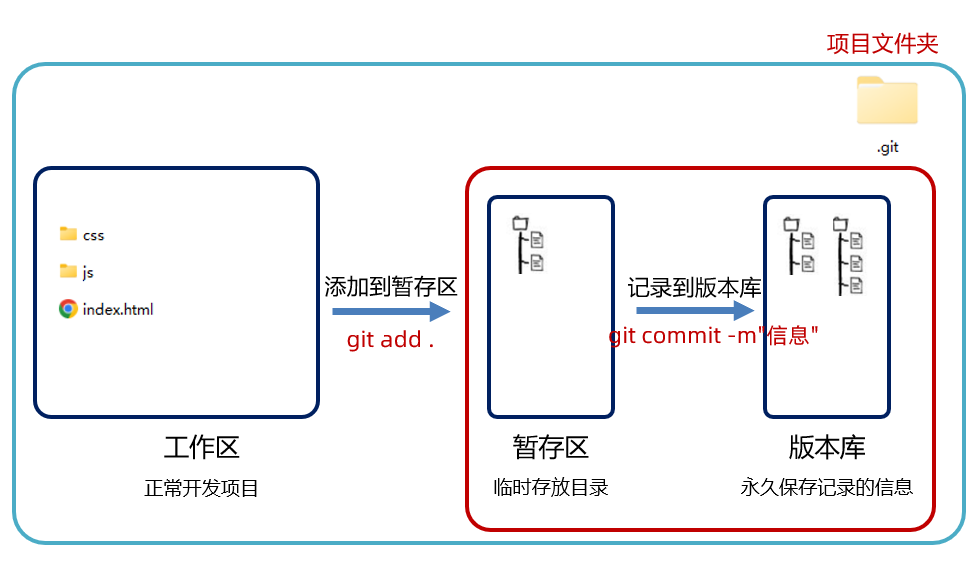 项目文件夹
.git
css
js
index.html
添加到暂存区
git add .
记录到版本库
git commit -m"信息"
工作区
正常开发项目
暂存区
临时存放目录
版本库
永久保存记录的信息